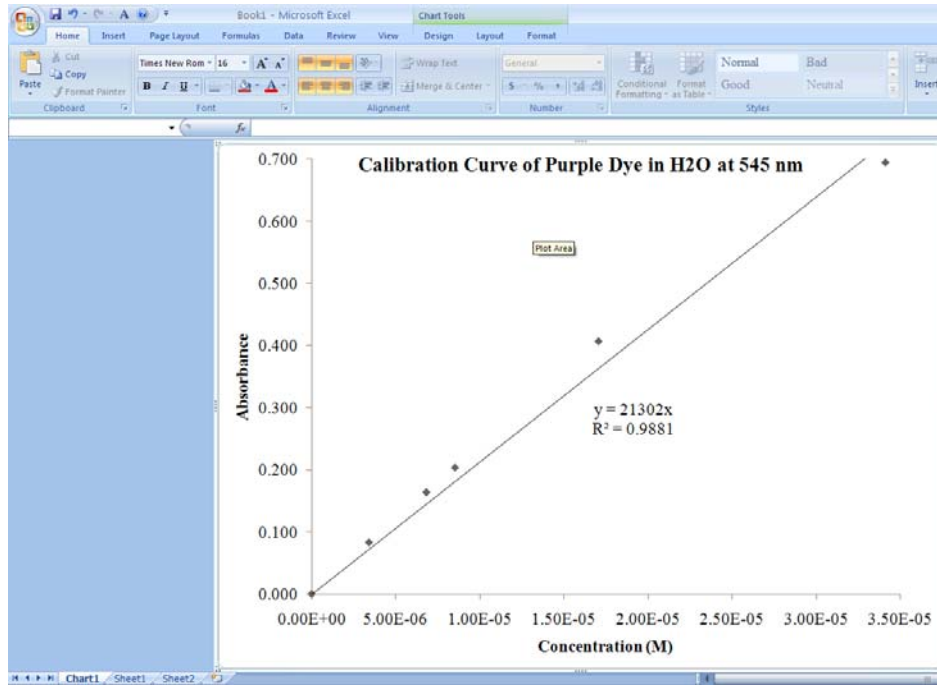 Book1 - Microsoft Excel
Chart Tools
Home Insert Page Layout Formulas Data Review View Design Layout Format
Cut
Copy
Format Painter
Paste
Times New Rom 16 A A
B I U A
Wrap Text
Merge & Center
General
$ % ,
Conditional Formatting
Format as Table
Normal Bad
Good Neutral
Insert
Clipboard Font Alignment Number Styles
fx
Calibration Curve of Purple Dye in H2O at 545 nm
Plot Area
0.700
0.600
0.500
0.400
0.300
0.200
0.100
0.000
Absorbance
y = 21302x
R² = 0.9881
0.00E+00 5.00E-06 1.00E-05 1.50E-05 2.00E-05 2.50E-05 3.00E-05 3.50E-05
Concentration (M)
Chart1 Sheet1 Sheet2